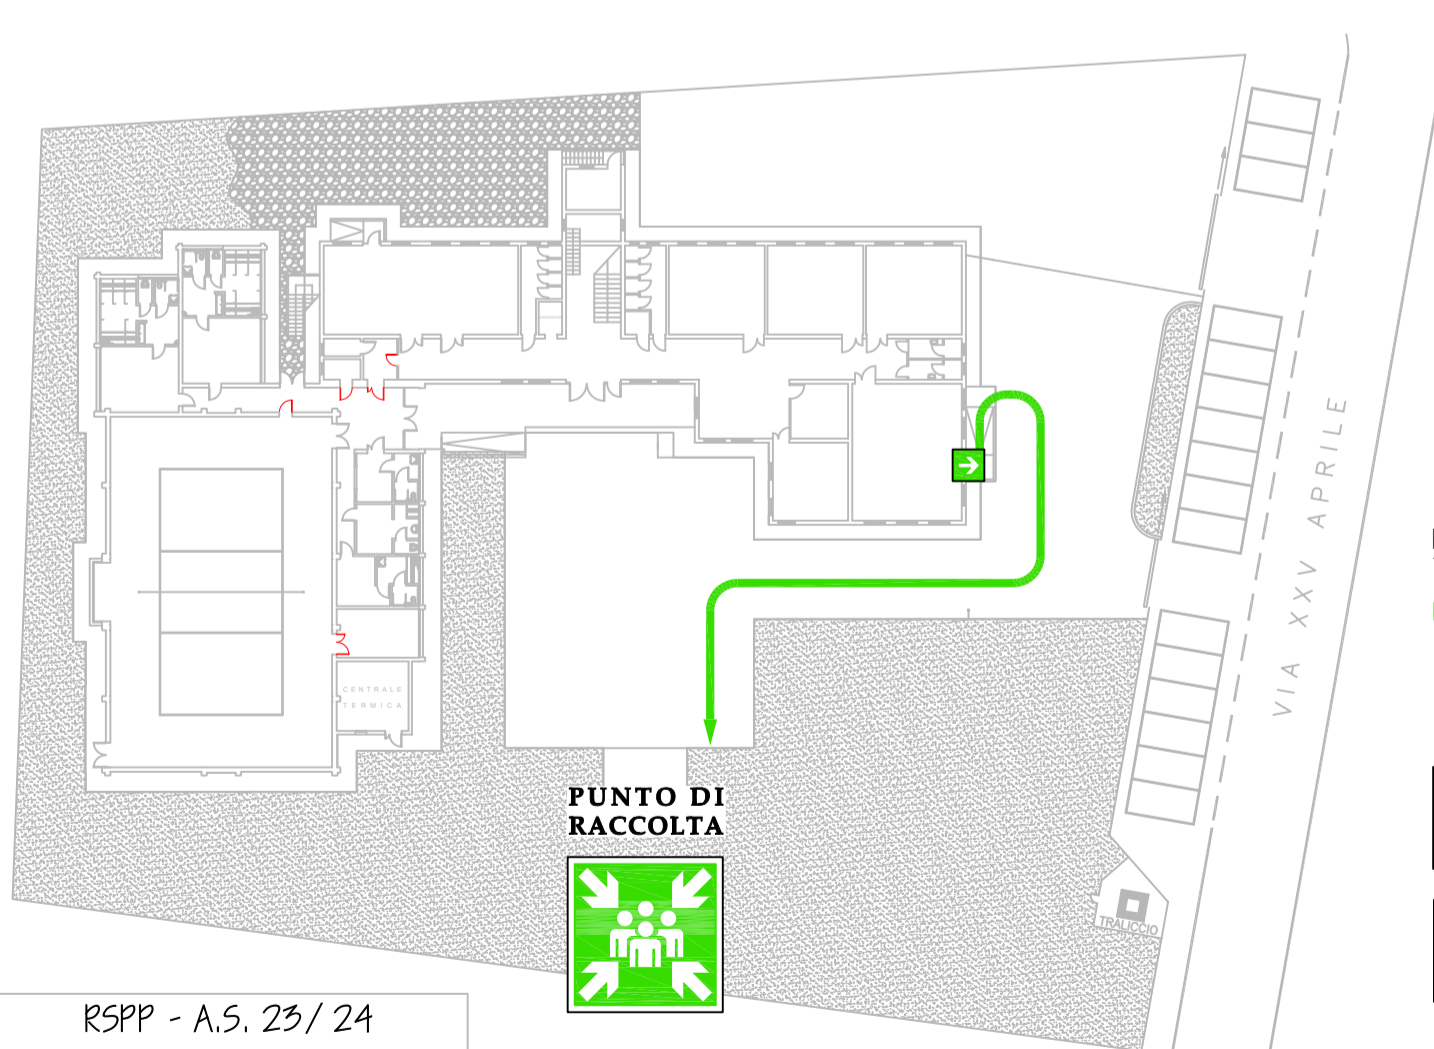 VIA XXV APRILE
CENTRALE
TERMICA
PUNTO DI
RACCOLTA
TRALICCIO
RSPP - A.S. 23/24